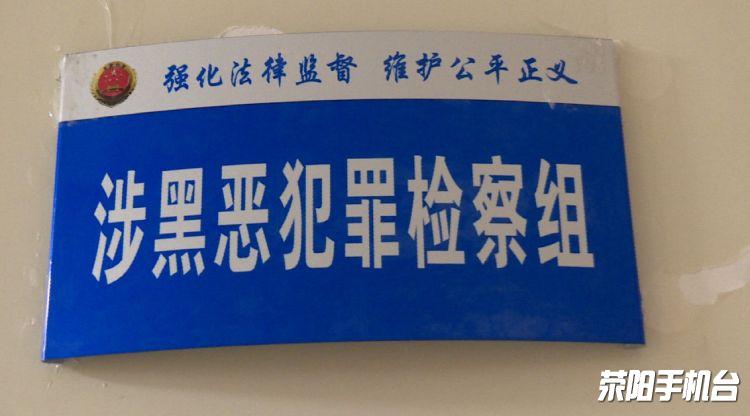 强化法律监督 维护公平正义
涉黑恶犯罪检察组
荥阳手机台